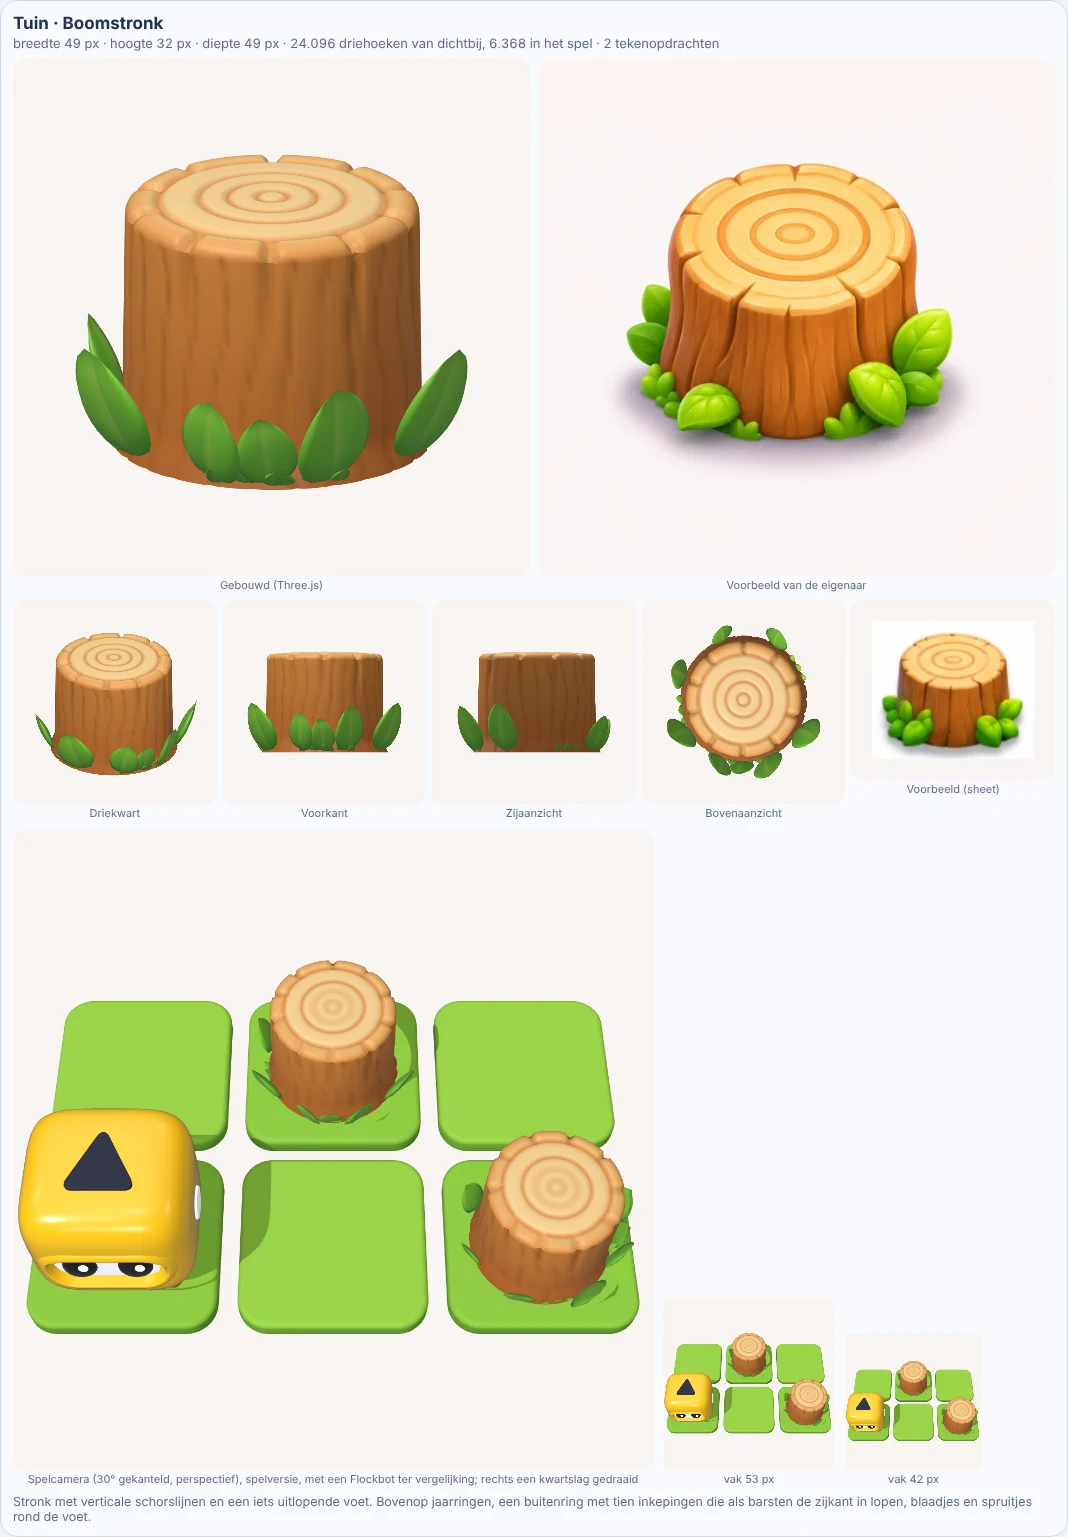 Tuin · Boomstronk
breedte 49 px · hoogte 32 px · diepte 49 px · 24.096 driehoeken van dichtbij, 6.368 in het spel · 2 tekenopdrachten
Gebouwd (Three.js)
Voorbeeld van de eigenaar
Driekwart
Voorkant
Zijaanzicht
Bovenaanzicht
Voorbeeld (sheet)
Spelcamera (30° gekanteld, perspectief), spelversie, met een Flockbot ter vergelijking; rechts een kwartslag gedraaid
vak 53 px
vak 42 px
Stronk met verticale schorslijnen en een iets uitlopende voet. Bovenop jaarringen, een buitenring met tien inkepingen die als barsten de zijkant in lopen, blaadjes en spruitjes
rond de voet.